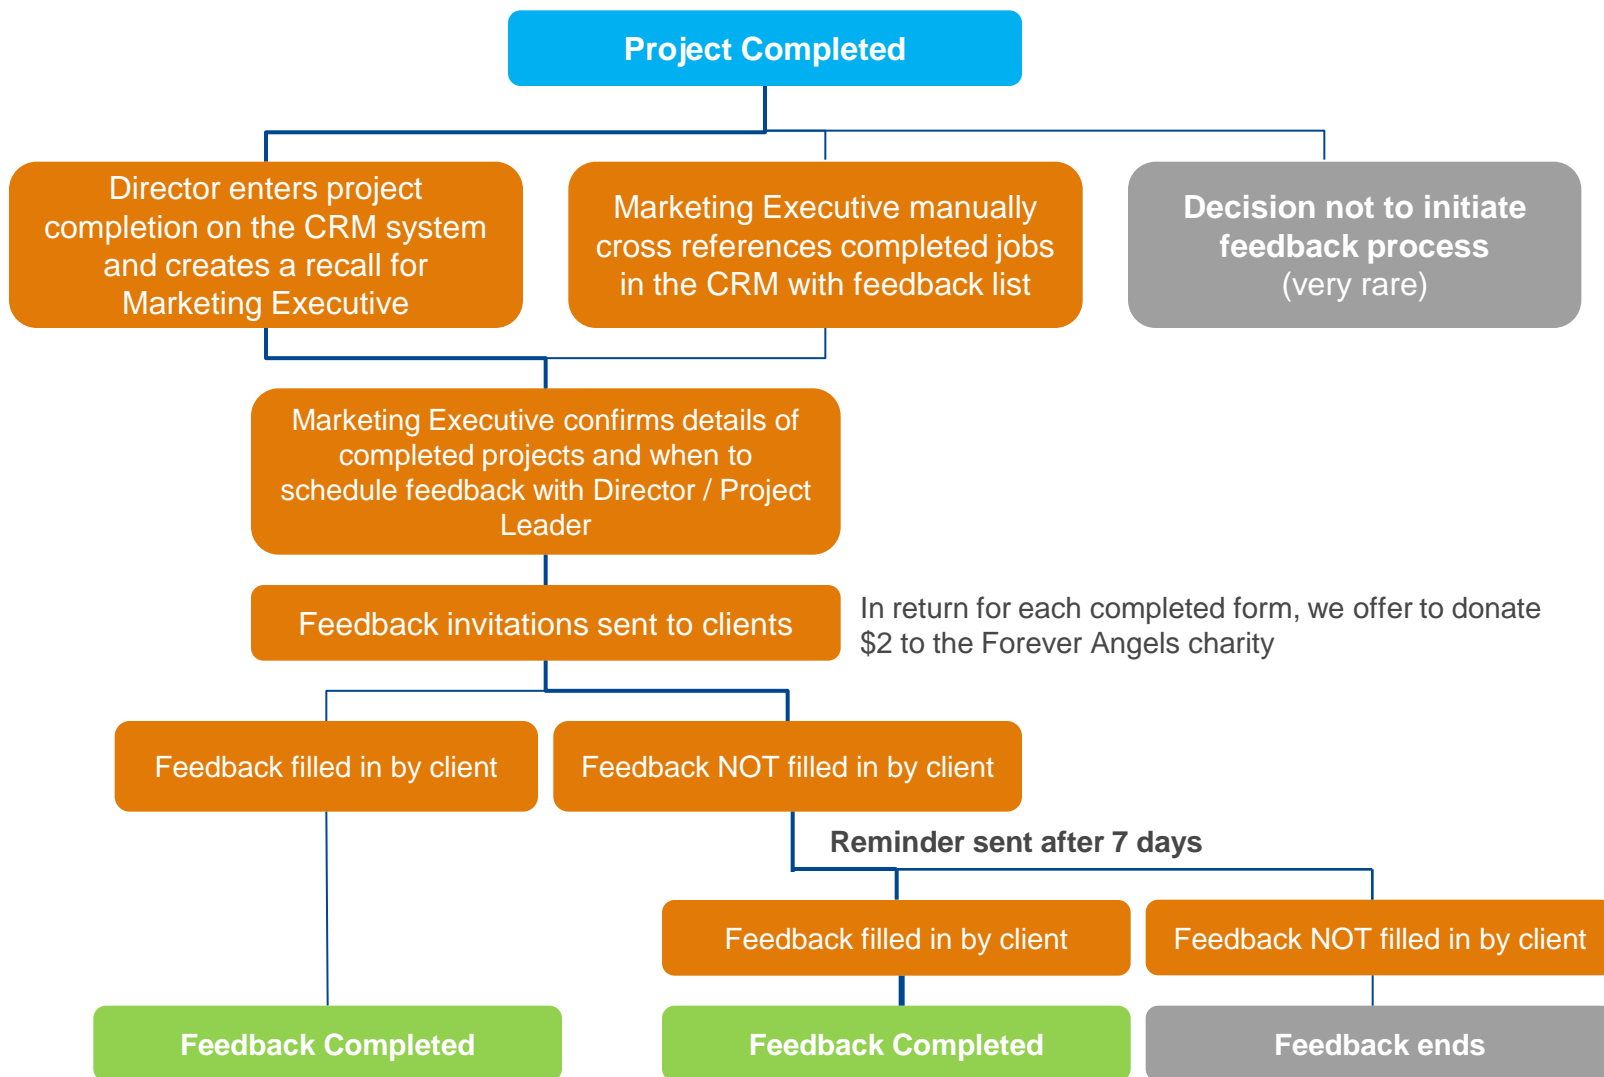 Project Completed
Director enters project
completion on the CRM system
and creates a recall for
Marketing Executive
Marketing Executive manually
cross references completed jobs
in the CRM with feedback list
Decision not to initiate
feedback process
(very rare)
Marketing Executive confirms details of
completed projects and when to
schedule feedback with Director / Project
Leader
Feedback invitations sent to clients
In return for each completed form, we offer to donate
$2 to the Forever Angels charity
Feedback filled in by client
Feedback NOT filled in by client
Reminder sent after 7 days
Feedback filled in by client
Feedback NOT filled in by client
Feedback Completed
Feedback Completed
Feedback ends